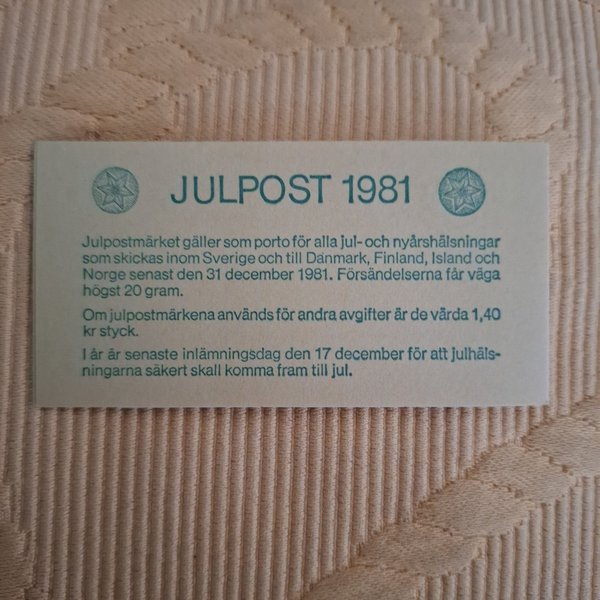 JULPOST 1981
Julpostmärket gäller som porto för alla jul- och nyårshälsningar
som skickas inom Sverige och till Danmark, Finland, Island och
Norge senast den 31 december 1981. Försändelserna får väga
högst 20 gram.
Om julpostmärkena används för andra avgifter är de värda 1,40
kr styck.
I år är senaste inlämningsdag den 17 december för att julhäls-
ningarna säkert skall komma fram till jul.